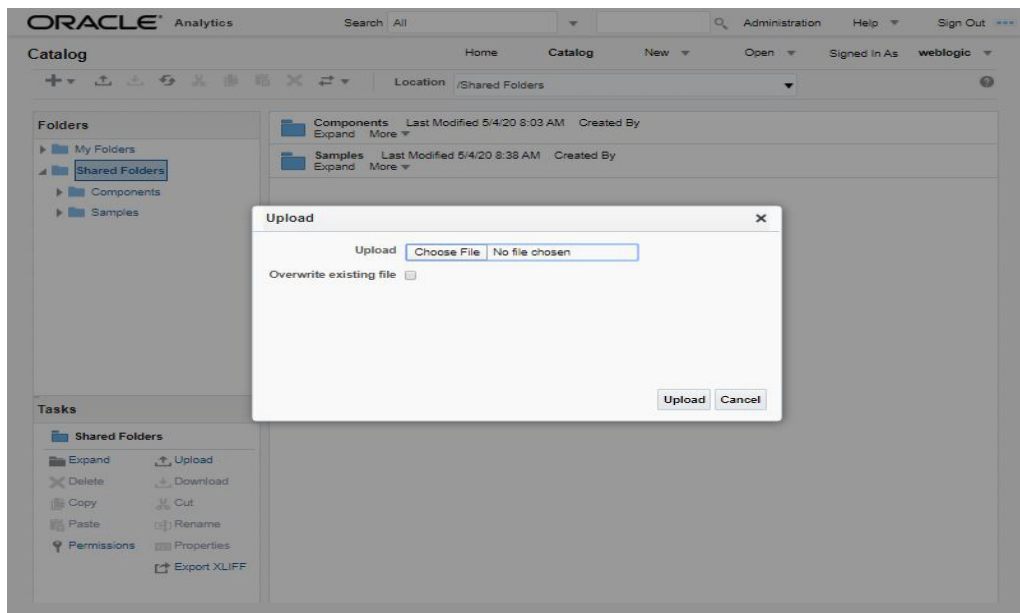 ORACLE Analytics Search All Administration Help Sign Out
Catalog Home Catalog New Open Signed In As weblogic
Location /Shared Folders
Folders
My Folders
Shared Folders
Components
Samples
Components Last Modified 5/4/20 8:03 AM Created By
Expand More
Samples Last Modified 5/4/20 8:38 AM Created By
Expand More
Upload
Upload Choose File No file chosen
Overwrite existing file
Upload Cancel
Tasks
Shared Folders
Expand Upload
Delete Download
Copy Cut
Paste Rename
Permissions Properties
Export XLIFF